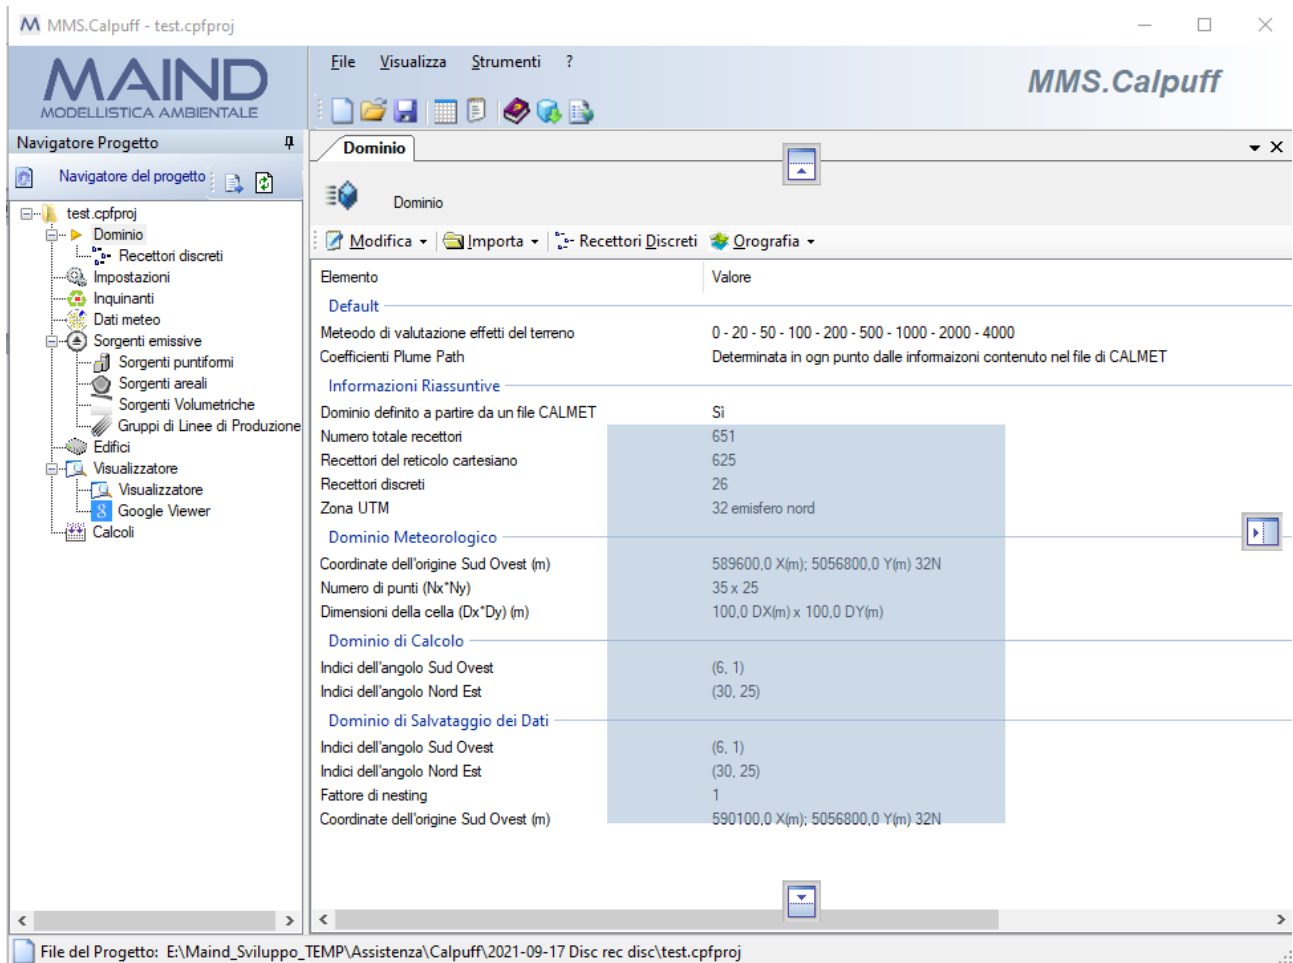 MMS.Calpuff - test.cpfproj
MAIND
MODELLISTICA AMBIENTALE
File Visualizza Strumenti ?
MMS.Calpuff
Navigatore Progetto
Dominio
Navigatore del progetto
Dominio
test.cpfproj
Dominio
Recettori discreti
Impostazioni
Inquinanti
Dati meteo
Sorgenti emissive
Sorgenti puntiformi
Sorgenti areali
Sorgenti Volumetriche
Gruppi di Linee di Produzione
Edifici
Visualizzatore
Visualizzatore
Google Viewer
Calcoli
Modifica Importa Recettori Discreti Orografia
Elemento Valore
Default
Meteodo di valutazione effetti del terreno 0 - 20 - 50 - 100 - 200 - 500 - 1000 - 2000 - 4000
Coefficienti Plume Path Determinata in ogn punto dalle informaizoni contenuto nel file di CALMET
Informazioni Riassuntive
Dominio definito a partire da un file CALMET Sì
Numero totale recettori 651
Recettori del reticolo cartesiano 625
Recettori discreti 26
Zona UTM 32 emisfero nord
Dominio Meteorologico
Coordinate dell'origine Sud Ovest (m) 589600,0 X(m); 5056800,0 Y(m) 32N
Numero di punti (Nx*Ny) 35 x 25
Dimensioni della cella (Dx*Dy) (m) 100,0 DX(m) x 100,0 DY(m)
Dominio di Calcolo
Indici dell'angolo Sud Ovest (6, 1)
Indici dell'angolo Nord Est (30, 25)
Dominio di Salvataggio dei Dati
Indici dell'angolo Sud Ovest (6, 1)
Indici dell'angolo Nord Est (30, 25)
Fattore di nesting 1
Coordinate dell'origine Sud Ovest (m) 590100,0 X(m); 5056800,0 Y(m) 32N
File del Progetto: E:\Maind_Sviluppo_TEMP\Assistenza\Calpuff\2021-09-17 Disc rec disc\test.cpfproj